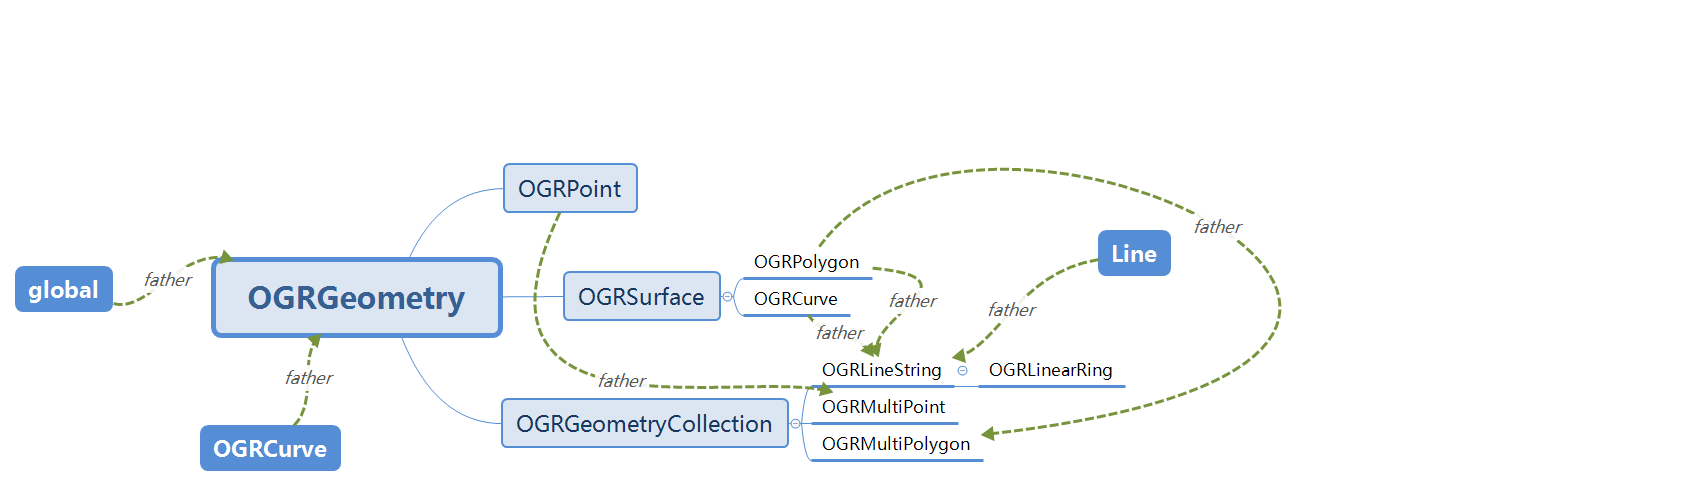 OGRPoint
father
Line
OGRPolygon
global
father
OGRGeometry
OGRSurface
OGRCurve
father
father
father
father
OGRLineString
OGRLinearRing
father
OGRMultiPoint
OGRGeometryCollection
OGRCurve
OGRMultiPolygon